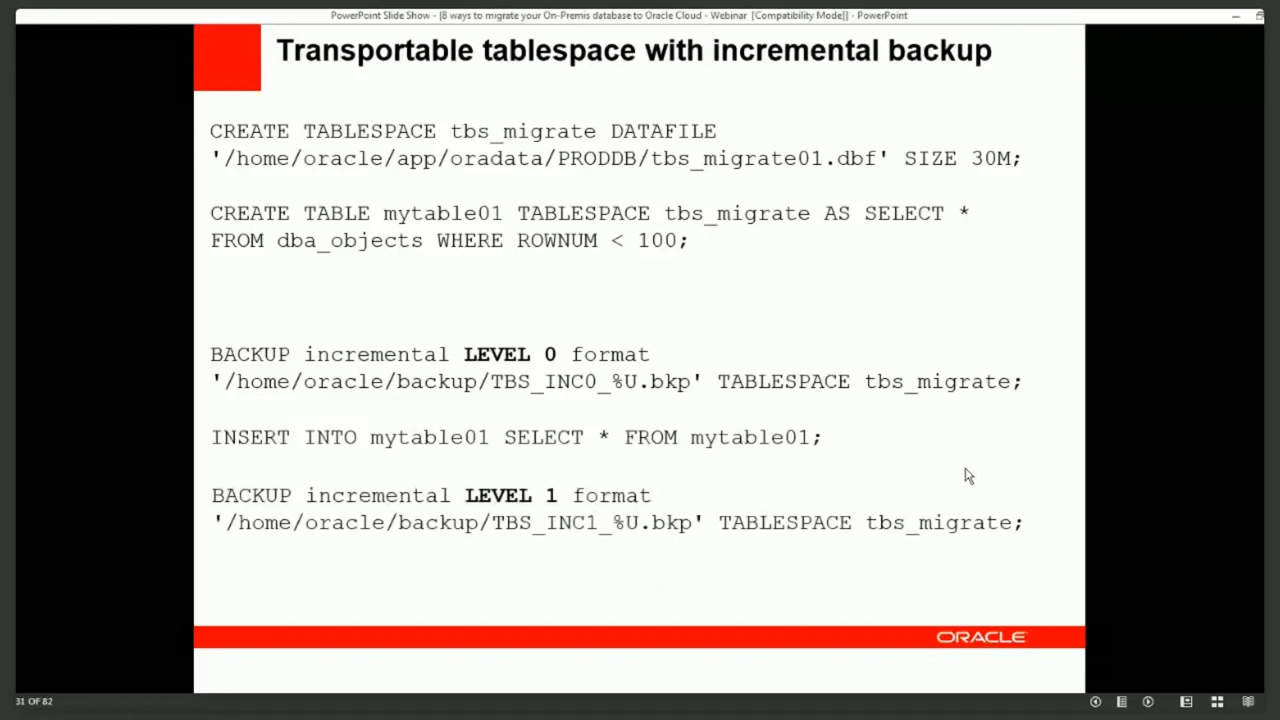 PowerPoint Slide Show - [8 ways to migrate your On-Premis database to Oracle Cloud - Webinar [Compatibility Mode]] - PowerPoint
Transportable tablespace with incremental backup
CREATE TABLESPACE tbs_migrate DATAFILE
'/home/oracle/app/oradata/PRODDB/tbs_migrate01.dbf' SIZE 30M;
CREATE TABLE mytable01 TABLESPACE tbs_migrate AS SELECT *
FROM dba_objects WHERE ROWNUM < 100;
BACKUP incremental LEVEL 0 format
'/home/oracle/backup/TBS_INC0_%U.bkp' TABLESPACE tbs_migrate;
INSERT INTO mytable01 SELECT * FROM mytable01;
BACKUP incremental LEVEL 1 format
'/home/oracle/backup/TBS_INC1_%U.bkp' TABLESPACE tbs_migrate;
ORACLE
31 OF 82